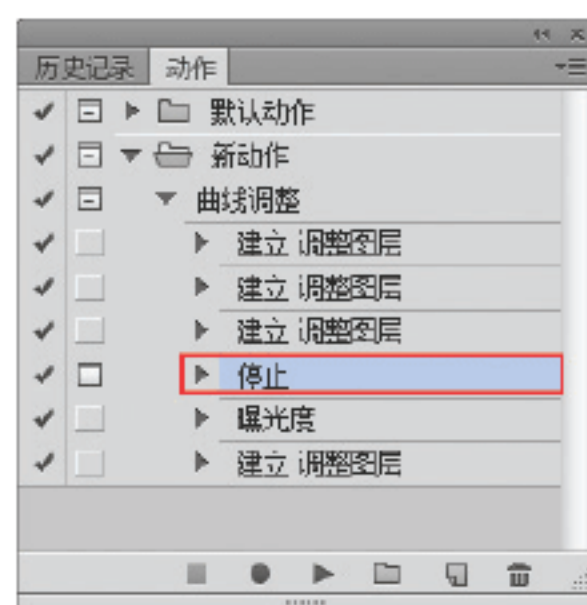 历史记录 动作
默认动作
新动作
曲线调整
建立 调整图层
建立 调整图层
建立 调整图层
停止
曝光度
建立 调整图层